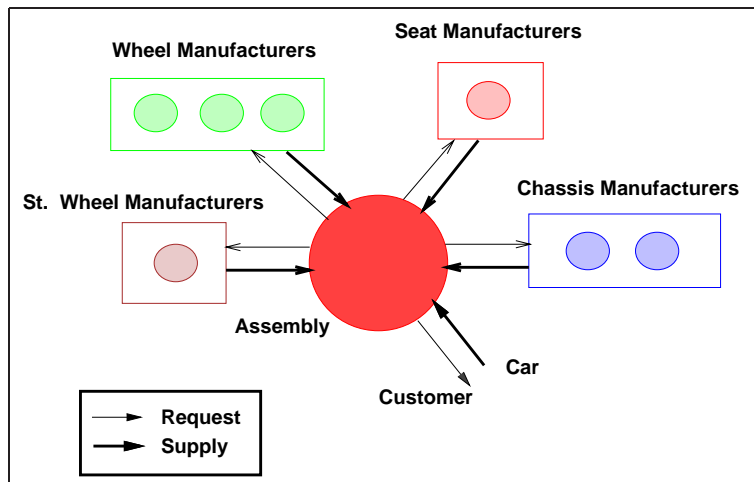 Wheel Manufacturers
Seat Manufacturers
St. Wheel Manufacturers
Chassis Manufacturers
Assembly
Car
Customer
Request
Supply